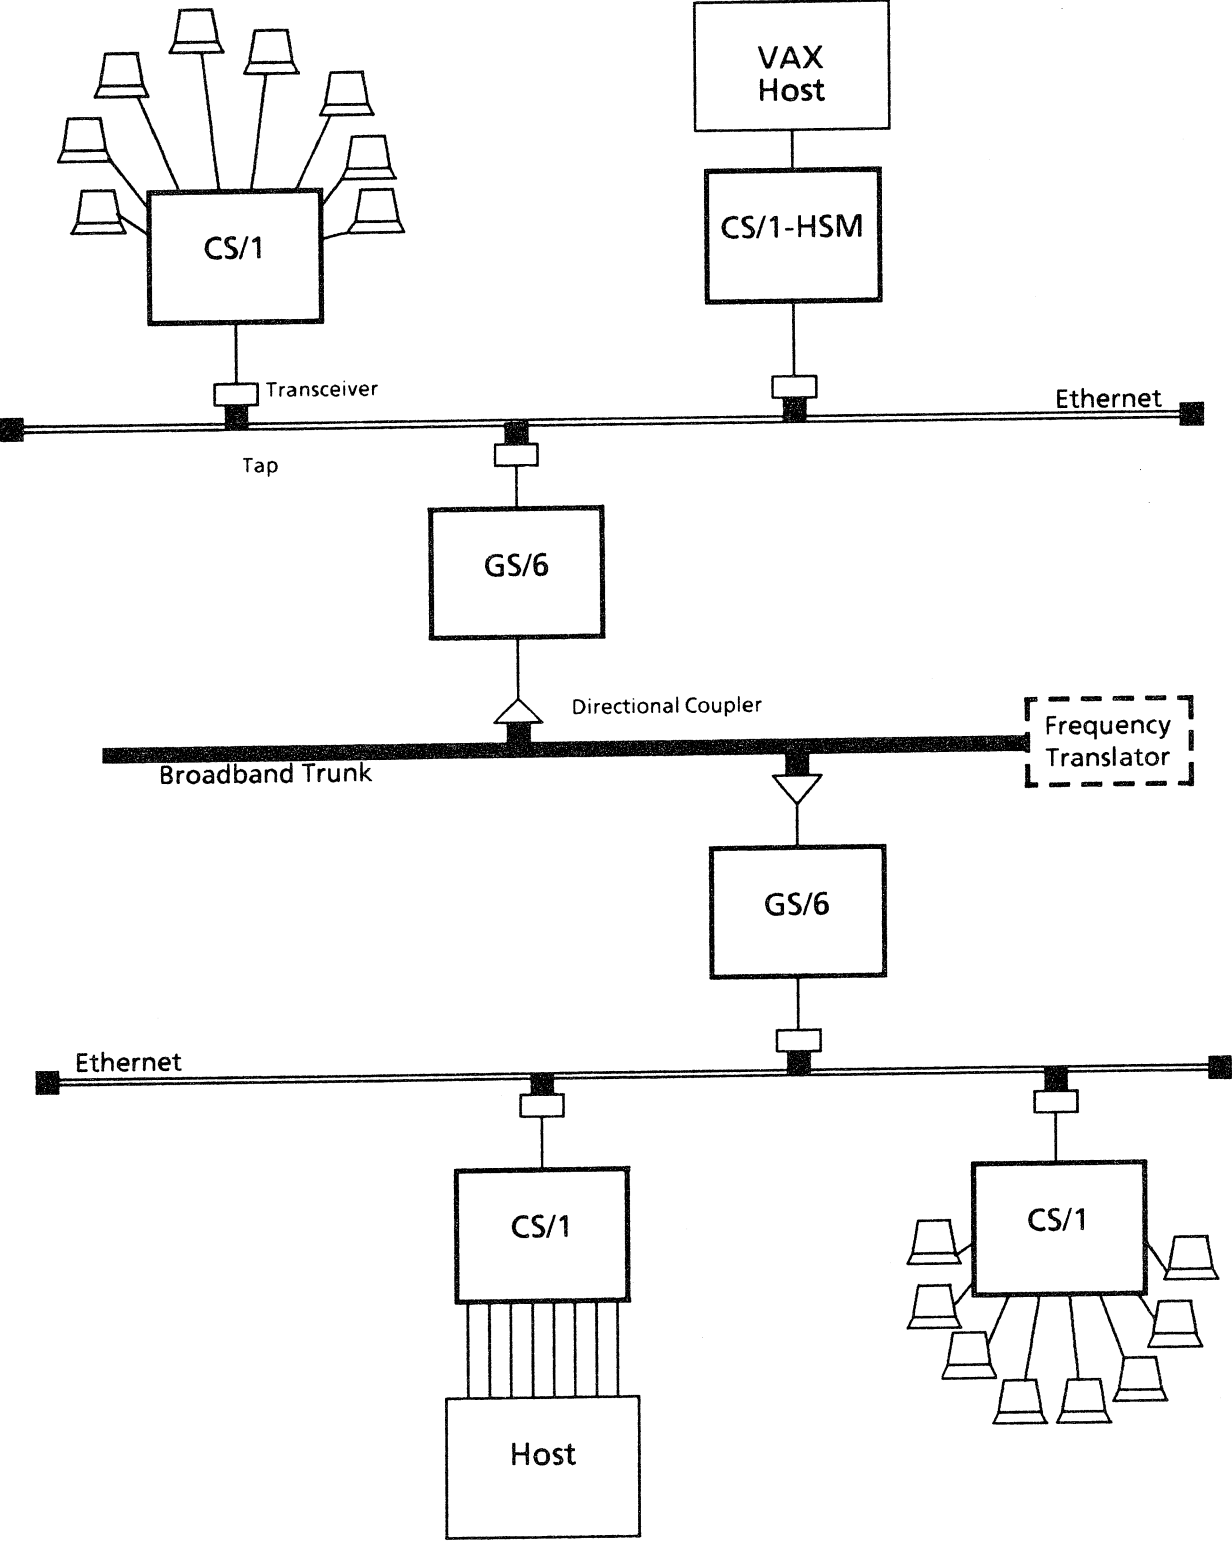 VAX
Host
CS/1
CS/1-HSM
Transceiver
Ethernet
Tap
GS/6
Directional Coupler
Frequency
Translator
Broadband Trunk
GS/6
Ethernet
CS/1
CS/1
Host